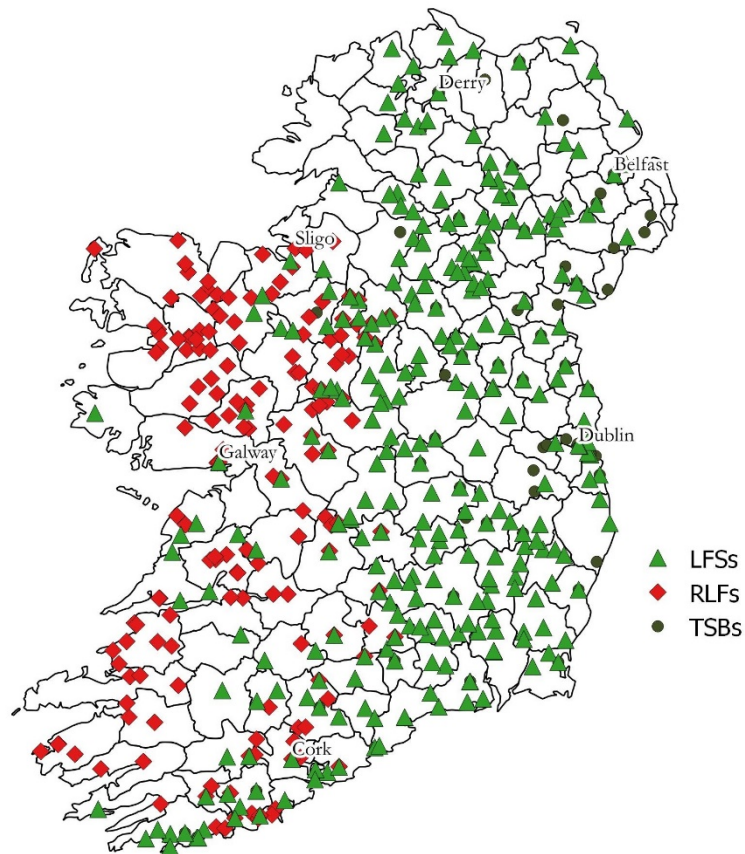 Derry
Belfast
Sligo
Dublin
Galway
LFSs
RLFs
TSBs
Cork